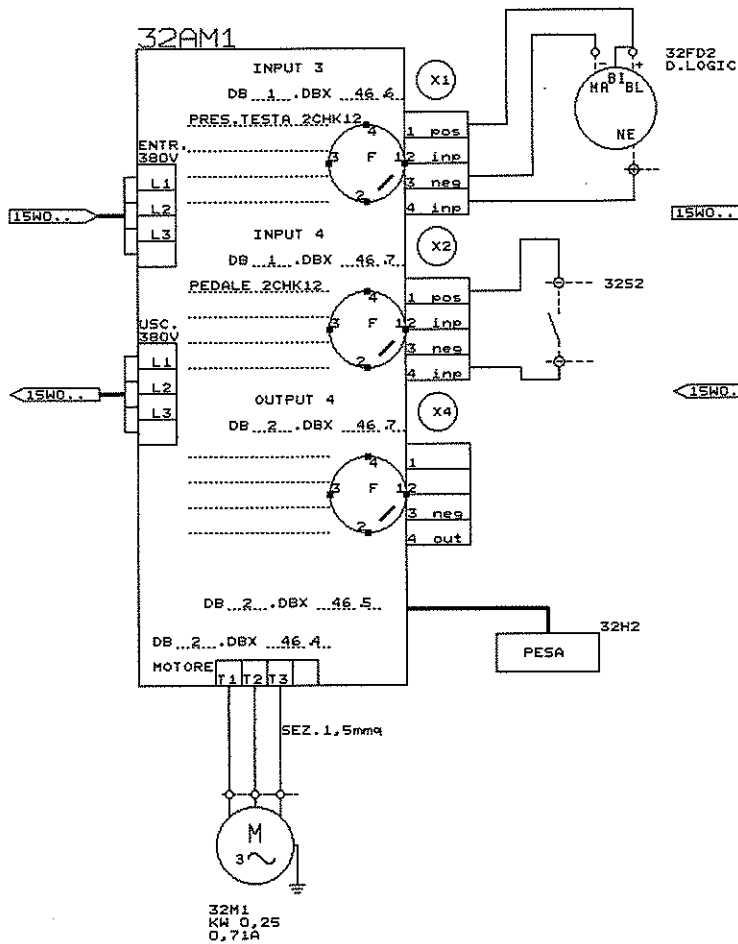 32AM1
INPUT 3
DB 1 .DBX 46.6
PRES.TESTA 2CHK12
X1
1 pos
2 inp
3 neg
4 inp
4
3 F 1
2
32FD2
D.LOGIC
- BI +
MA BL
NE
ENTR.
380V
L1
L2
L3
15W0..
15W0..
INPUT 4
DB 1 .DBX 46.7
PEDALE 2CHK12
X2
1 pos
2 inp
3 neg
4 inp
4
3 F 1
2
32S2
USC.
380V
L1
L2
L3
15W0..
15W0..
OUTPUT 4
DB 2 .DBX 46.7
X4
1
2
3 neg
4 out
4
3 F 1
2
DB 2 .DBX 46.5
32H2
PESA
DB 2 .DBX 46.4
MOTORE
T1 T2 T3
SEZ.1,5mmq
M
3
32M1
KW 0,25
0,71A